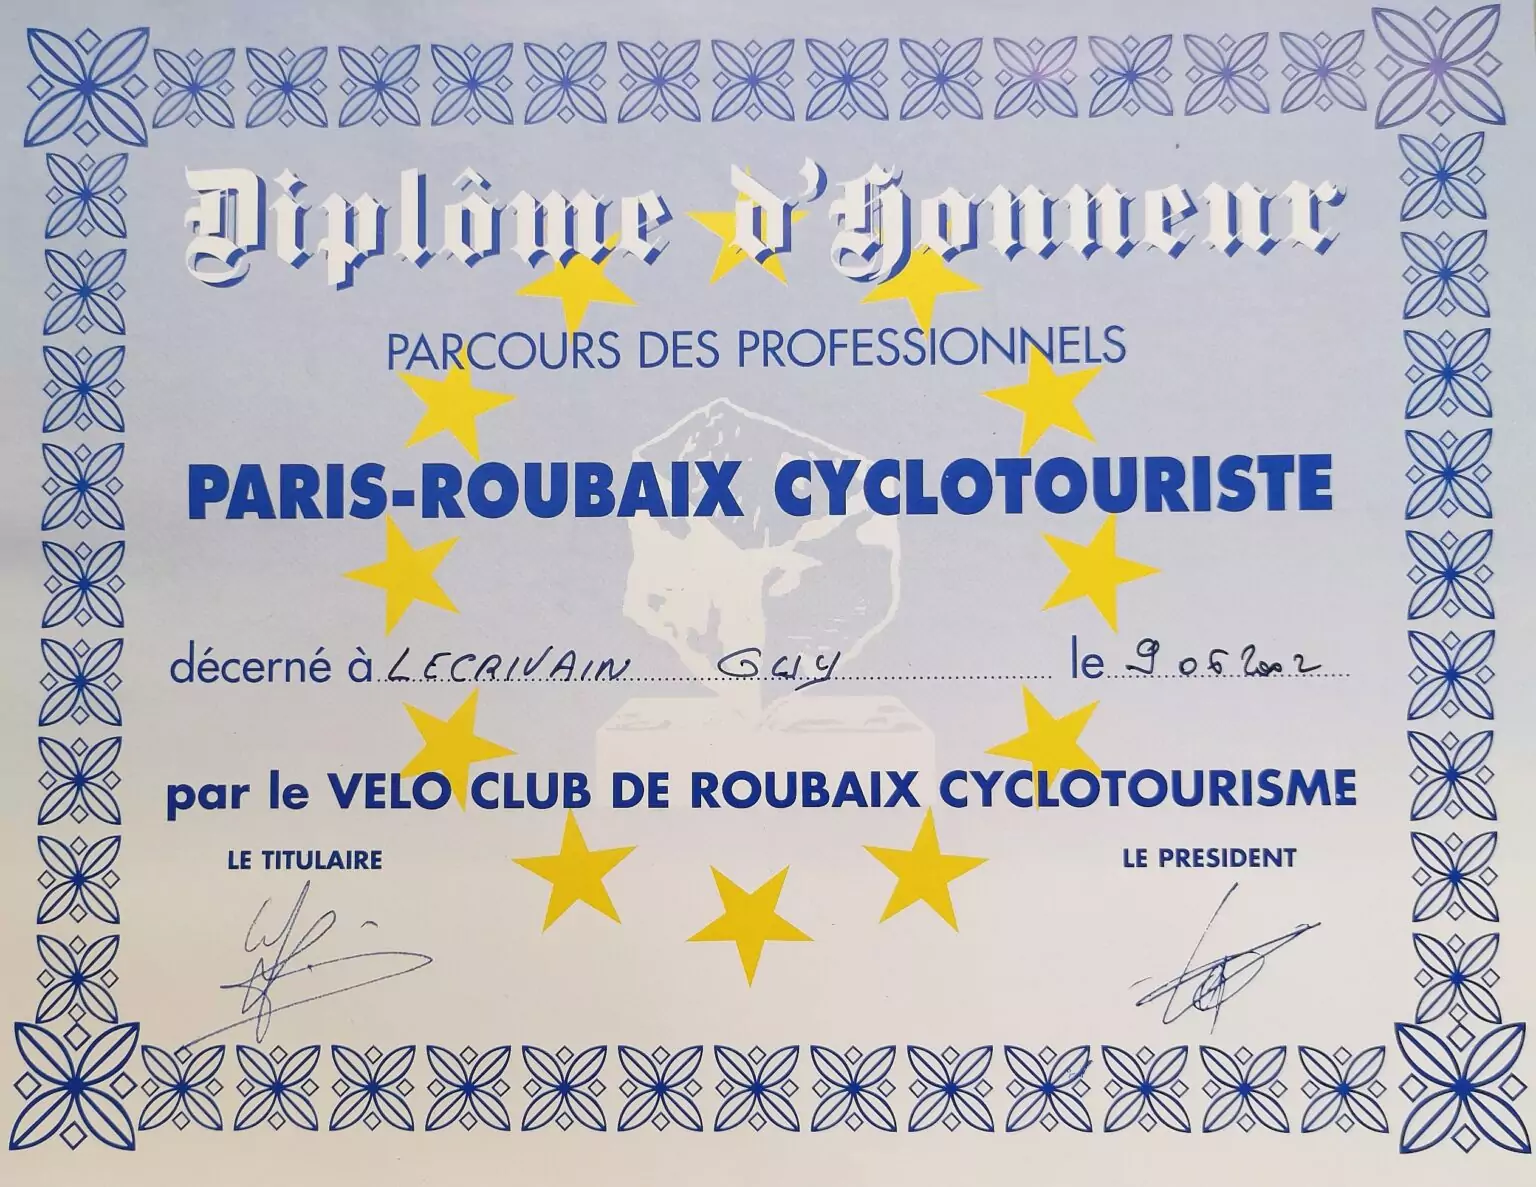 Diplôme d'Honneur
PARCOURS DES PROFESSIONNELS
PARIS-ROUBAIX CYCLOTOURISTE
décerné à LECRIVAIN GUY le 9 06 2002
par le VELO CLUB DE ROUBAIX CYCLOTOURISME
LE TITULAIRE LE PRESIDENT